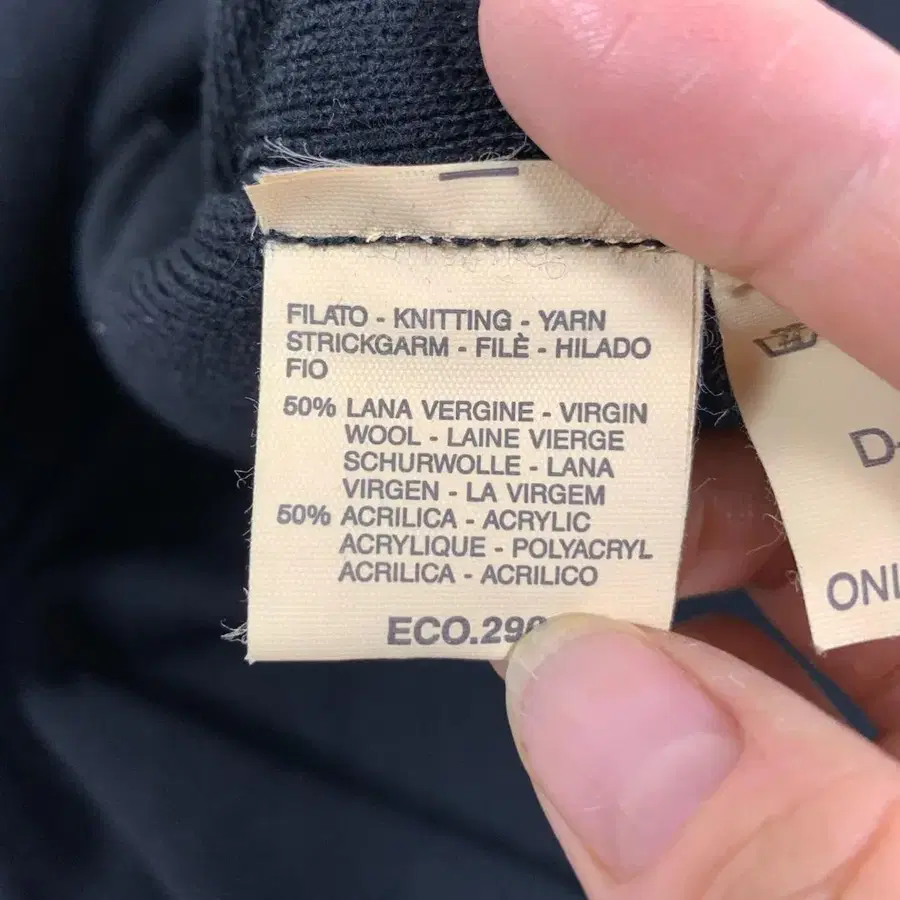 FILATO - KNITTING - YARN
STRICKGARM - FILÈ - HILADO
FIO
50% LANA VERGINE - VIRGIN
WOOL - LAINE VIERGE
SCHURWOLLE - LANA
VIRGEN - LA VIRGEM
50% ACRILICA - ACRYLIC
ACRYLIQUE - POLYACRYL
ACRILICA - ACRILICO